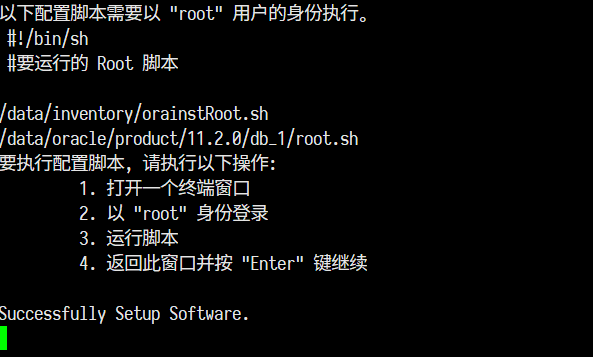 以下配置脚本需要以 "root" 用户的身份执行。
#!/bin/sh
#要运行的 Root 脚本
/data/inventory/orainstRoot.sh
/data/oracle/product/11.2.0/db_1/root.sh
要执行配置脚本, 请执行以下操作:
1. 打开一个终端窗口
2. 以 "root" 身份登录
3. 运行脚本
4. 返回此窗口并按 "Enter" 键继续
Successfully Setup Software.